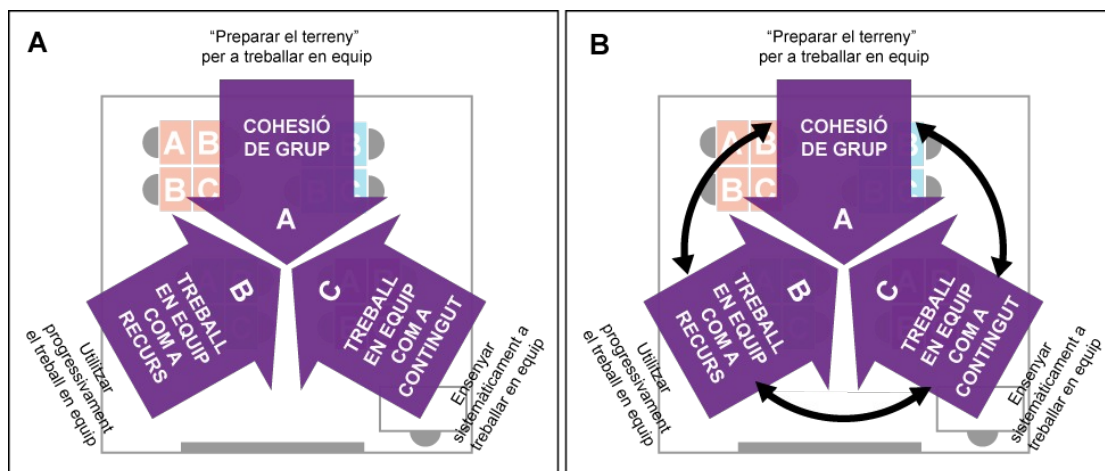 A
“Preparar el terreny”
per a treballar en equip
COHESIÓ
DE GRUP
A B
B
B C
B C
A
B
TREBALL
EN EQUIP
COM A
RECURS
C
TREBALL
EN EQUIP
COM A
CONTINGUT
Utilitzar
progressivament
el treball en equip
Ensenyar
sistemàticament a
treballar en equip
B
“Preparar el terreny”
per a treballar en equip
COHESIÓ
DE GRUP
A B
B
B C
B C
A
B
TREBALL
EN EQUIP
COM A
RECURS
C
TREBALL
EN EQUIP
COM A
CONTINGUT
Utilitzar
progressivament
el treball en equip
Ensenyar
sistemàticament a
treballar en equip